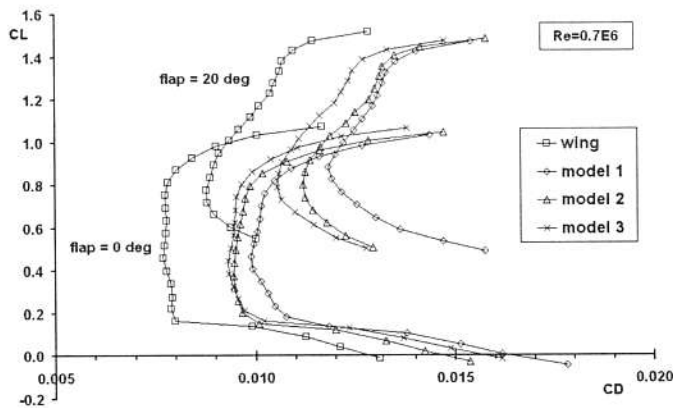 1.6
CL
1.4
Re=0.7E6
flap = 20 deg
1.2
1.0
wing
model 1
0.8
model 2
model 3
0.6
flap = 0 deg
0.4
0.2
0.0
0.005 0.010 0.015 0.020
CD
-0.2